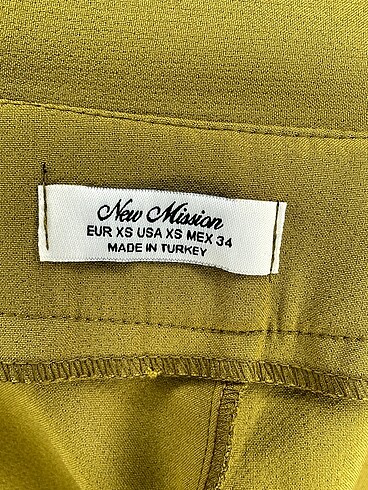 New Mission
EUR XS USA XS MEX 34
MADE IN TURKEY